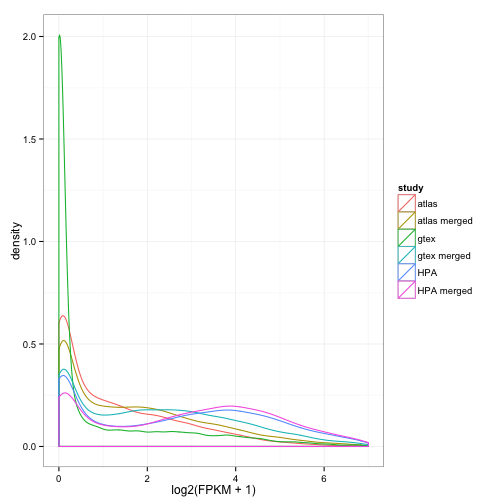 2.0
1.5
1.0
0.5
0.0
density
0
2
4
6
log2(FPKM + 1)
study
atlas
atlas merged
gtex
gtex merged
HPA
HPA merged